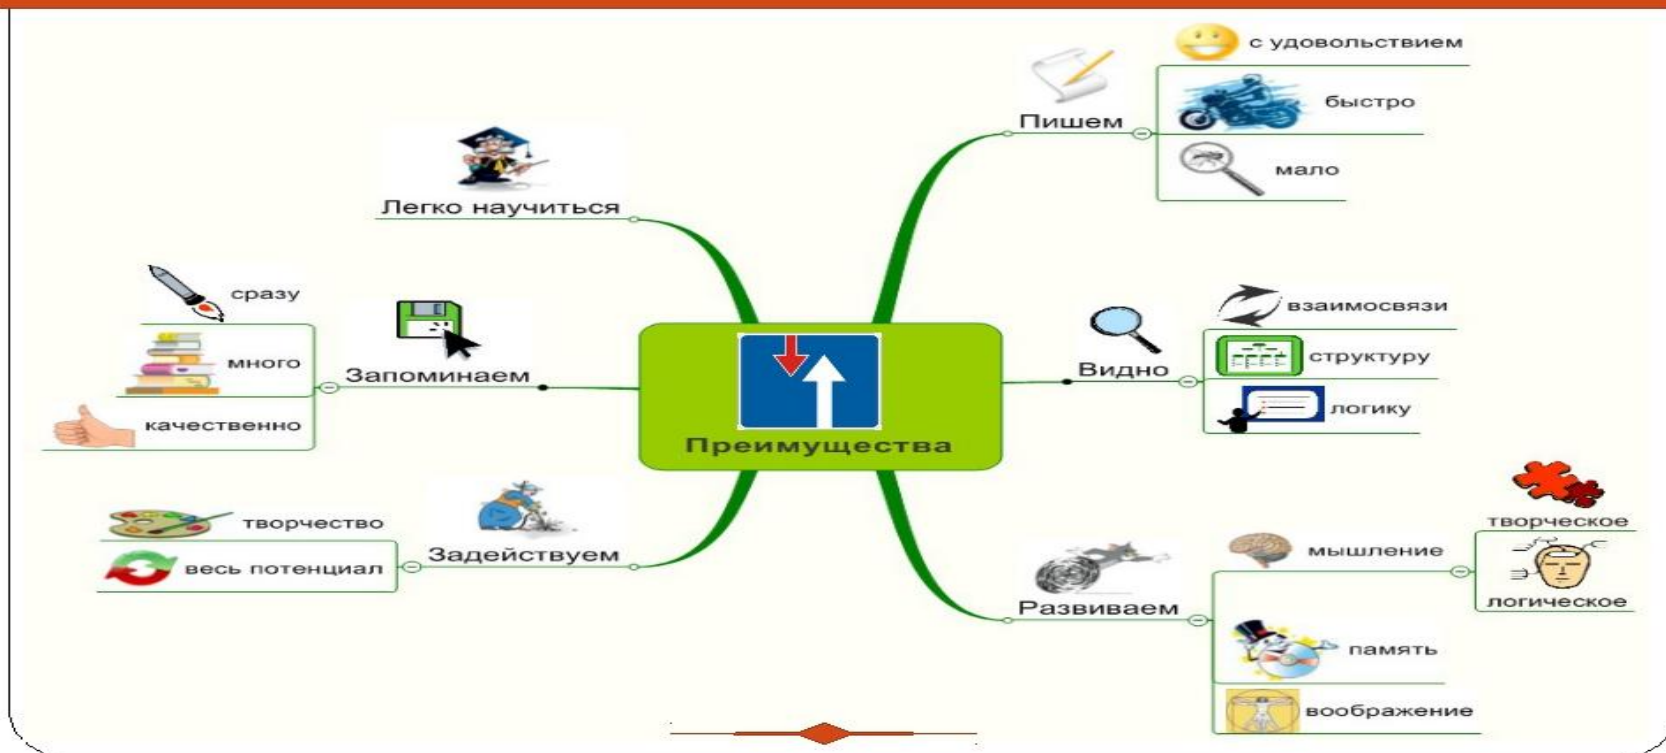 Преимущества
Пишем
с удовольствием
быстро
мало
Видно
взаимосвязи
структуру
логику
Развиваем
мышление
творческое
логическое
память
воображение
Задействуем
творчество
весь потенциал
Запоминаем
сразу
много
качественно
Легко научиться